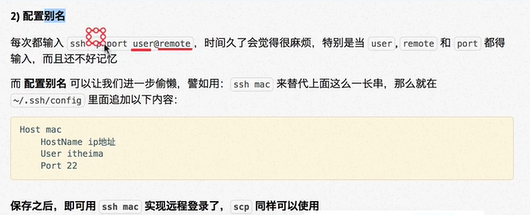 2) 配置别名
每次都输入 ssh port user@remote，时间久了会觉得很麻烦，特别是当 user, remote 和 port 都得
输入，而且还不好记忆
而 配置别名 可以让我们进一步偷懒，譬如用： ssh mac 来替代上面这么一长串，那么就在
~/.ssh/config 里面追加以下内容：
Host mac
HostName ip地址
User itheima
Port 22
保存之后，即可用 ssh mac 实现远程登录了，scp 同样可以使用